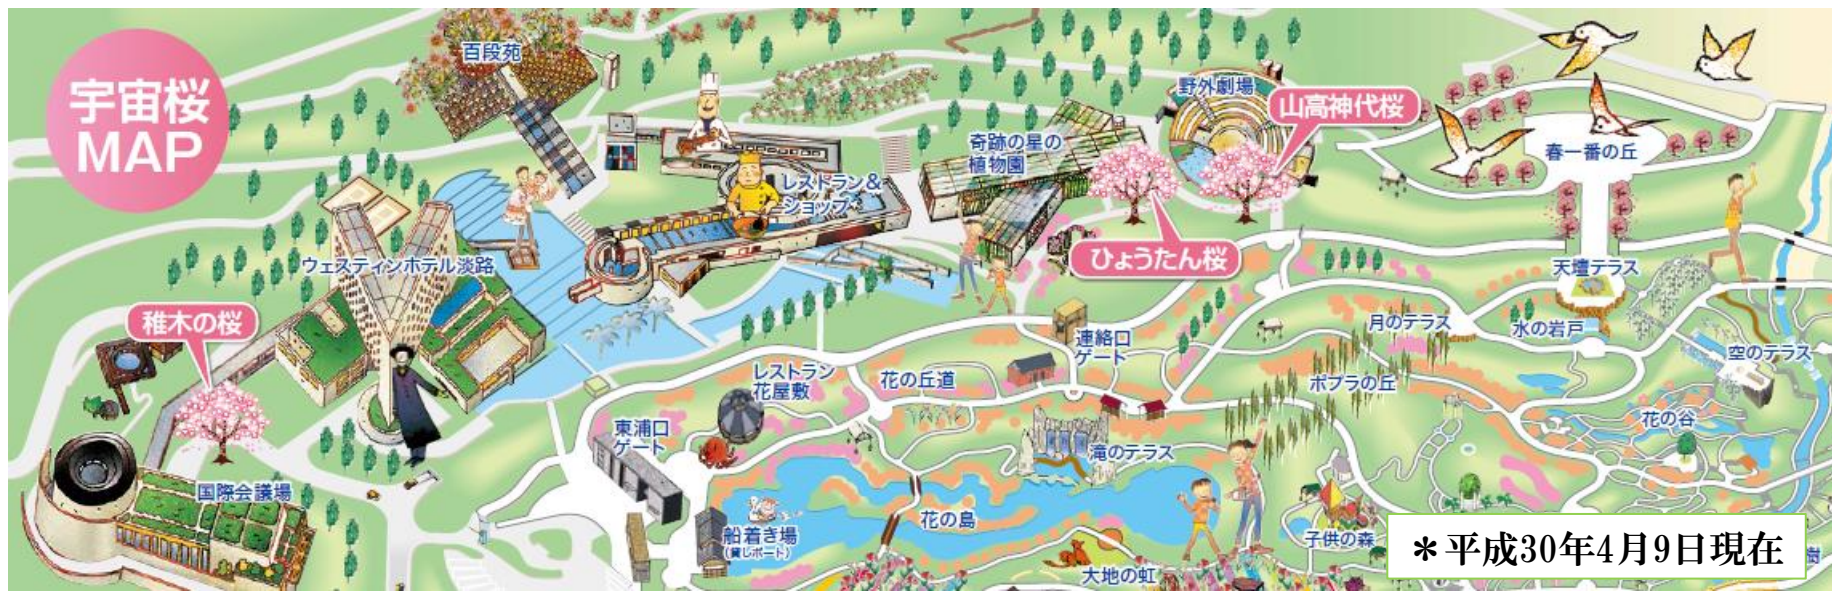 宇宙桜
MAP
百段苑
野外劇場
山高神代桜
奇跡の星の
植物園
春一番の丘
レストラン&
ショップ
ひょうたん桜
ウェスティンホテル淡路
天壇テラス
稚木の桜
連絡口
ゲート
月のテラス
水の岩戸
空のテラス
レストラン
花屋敷
花の丘道
ポプラの丘
花の谷
東浦口
ゲート
滝のテラス
国際会議場
船着き場
(貸しボート)
花の島
子供の森
大地の虹
*平成30年4月9日現在
樹